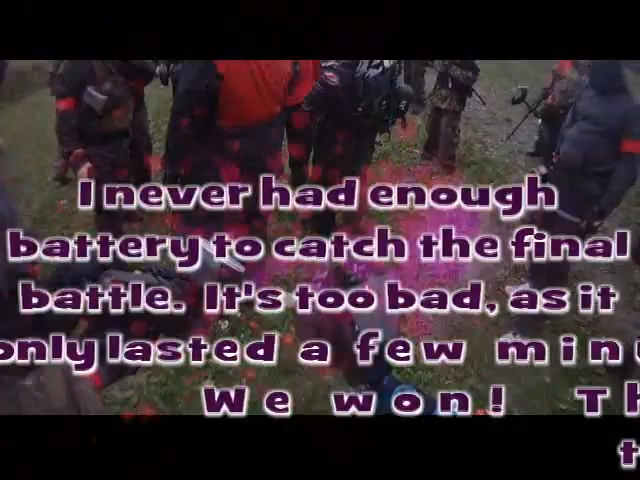 I never had enough
battery to catch the final
battle. It's too bad, as it
only lasted a few
We won!